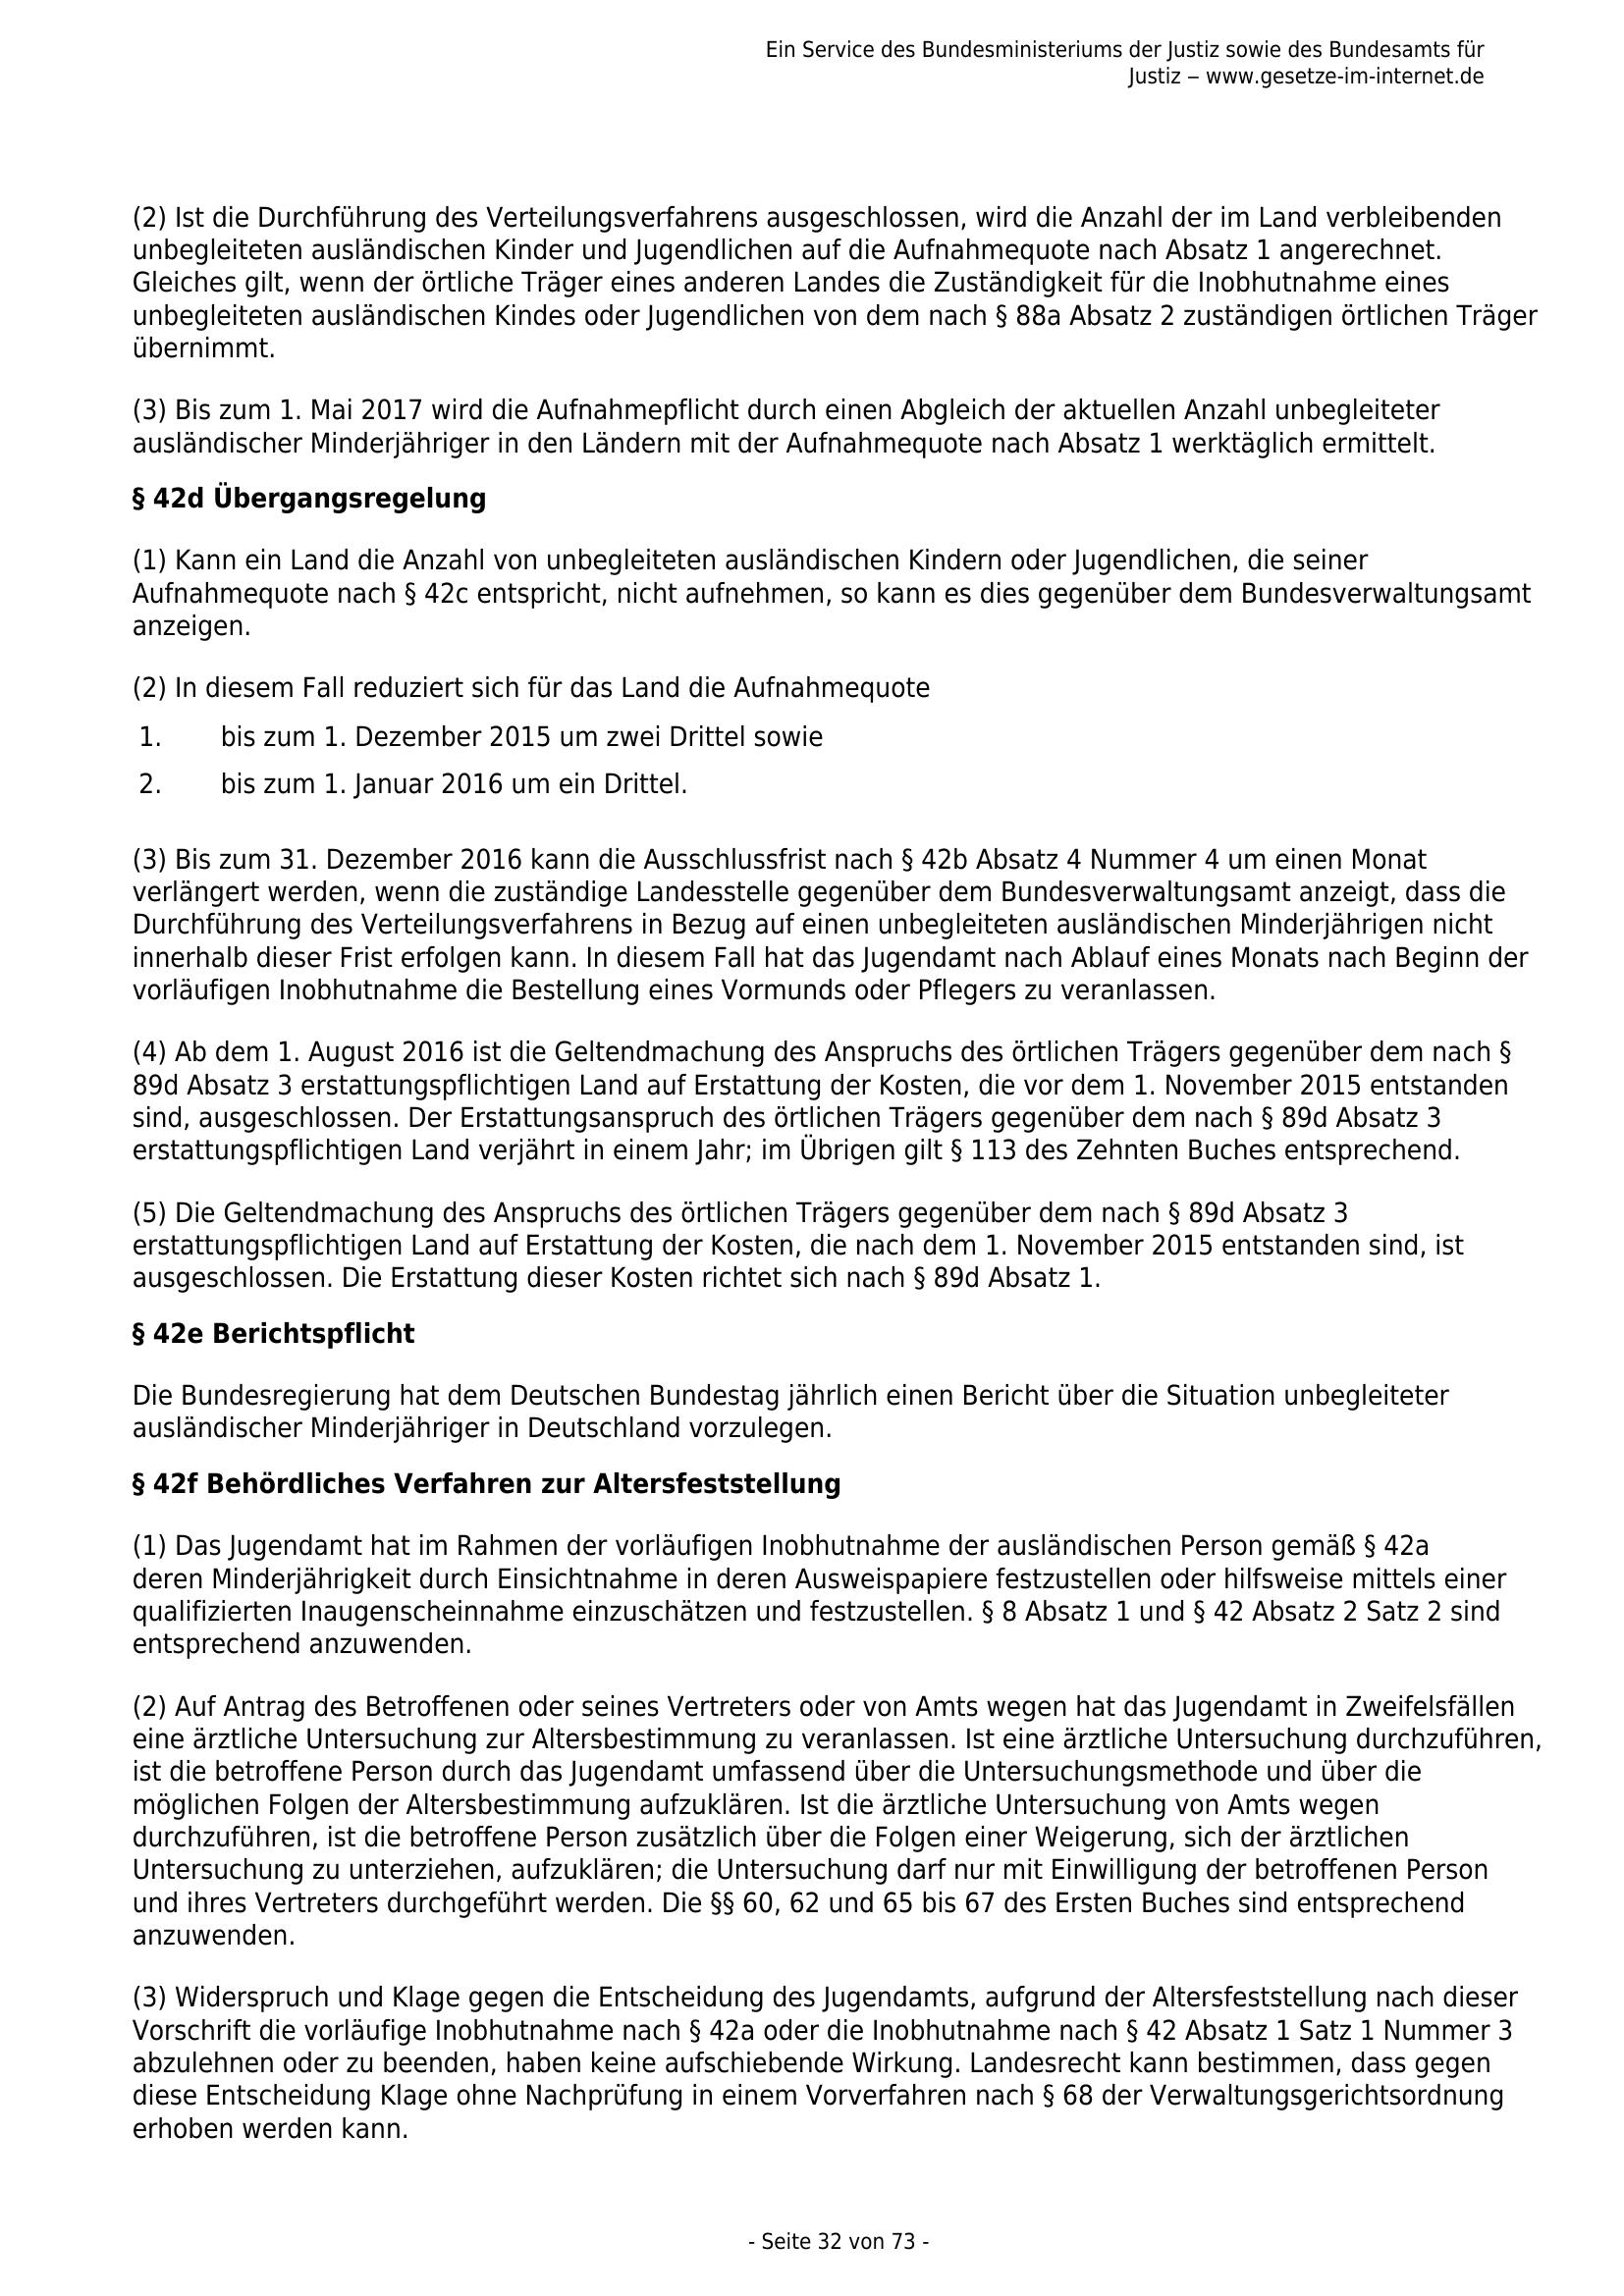 Ein Service des Bundesministeriums der Justiz sowie des Bundesamts für
Justiz ‒ www.gesetze-im-internet.de
(2) Ist die Durchführung des Verteilungsverfahrens ausgeschlossen, wird die Anzahl der im Land verbleibenden
unbegleiteten ausländischen Kinder und Jugendlichen auf die Aufnahmequote nach Absatz 1 angerechnet.
Gleiches gilt, wenn der örtliche Träger eines anderen Landes die Zuständigkeit für die Inobhutnahme eines
unbegleiteten ausländischen Kindes oder Jugendlichen von dem nach § 88a Absatz 2 zuständigen örtlichen Träger
übernimmt.
(3) Bis zum 1. Mai 2017 wird die Aufnahmepflicht durch einen Abgleich der aktuellen Anzahl unbegleiteter
ausländischer Minderjähriger in den Ländern mit der Aufnahmequote nach Absatz 1 werktäglich ermittelt.
§ 42d Übergangsregelung
(1) Kann ein Land die Anzahl von unbegleiteten ausländischen Kindern oder Jugendlichen, die seiner
Aufnahmequote nach § 42c entspricht, nicht aufnehmen, so kann es dies gegenüber dem Bundesverwaltungsamt
anzeigen.
(2) In diesem Fall reduziert sich für das Land die Aufnahmequote
1. bis zum 1. Dezember 2015 um zwei Drittel sowie
2. bis zum 1. Januar 2016 um ein Drittel.
(3) Bis zum 31. Dezember 2016 kann die Ausschlussfrist nach § 42b Absatz 4 Nummer 4 um einen Monat
verlängert werden, wenn die zuständige Landesstelle gegenüber dem Bundesverwaltungsamt anzeigt, dass die
Durchführung des Verteilungsverfahrens in Bezug auf einen unbegleiteten ausländischen Minderjährigen nicht
innerhalb dieser Frist erfolgen kann. In diesem Fall hat das Jugendamt nach Ablauf eines Monats nach Beginn der
vorläufigen Inobhutnahme die Bestellung eines Vormunds oder Pflegers zu veranlassen.
(4) Ab dem 1. August 2016 ist die Geltendmachung des Anspruchs des örtlichen Trägers gegenüber dem nach §
89d Absatz 3 erstattungspflichtigen Land auf Erstattung der Kosten, die vor dem 1. November 2015 entstanden
sind, ausgeschlossen. Der Erstattungsanspruch des örtlichen Trägers gegenüber dem nach § 89d Absatz 3
erstattungspflichtigen Land verjährt in einem Jahr; im Übrigen gilt § 113 des Zehnten Buches entsprechend.
(5) Die Geltendmachung des Anspruchs des örtlichen Trägers gegenüber dem nach § 89d Absatz 3
erstattungspflichtigen Land auf Erstattung der Kosten, die nach dem 1. November 2015 entstanden sind, ist
ausgeschlossen. Die Erstattung dieser Kosten richtet sich nach § 89d Absatz 1.
§ 42e Berichtspflicht
Die Bundesregierung hat dem Deutschen Bundestag jährlich einen Bericht über die Situation unbegleiteter
ausländischer Minderjähriger in Deutschland vorzulegen.
§ 42f Behördliches Verfahren zur Altersfeststellung
(1) Das Jugendamt hat im Rahmen der vorläufigen Inobhutnahme der ausländischen Person gemäß § 42a
deren Minderjährigkeit durch Einsichtnahme in deren Ausweispapiere festzustellen oder hilfsweise mittels einer
qualifizierten Inaugenscheinnahme einzuschätzen und festzustellen. § 8 Absatz 1 und § 42 Absatz 2 Satz 2 sind
entsprechend anzuwenden.
(2) Auf Antrag des Betroffenen oder seines Vertreters oder von Amts wegen hat das Jugendamt in Zweifelsfällen
eine ärztliche Untersuchung zur Altersbestimmung zu veranlassen. Ist eine ärztliche Untersuchung durchzuführen,
ist die betroffene Person durch das Jugendamt umfassend über die Untersuchungsmethode und über die
möglichen Folgen der Altersbestimmung aufzuklären. Ist die ärztliche Untersuchung von Amts wegen
durchzuführen, ist die betroffene Person zusätzlich über die Folgen einer Weigerung, sich der ärztlichen
Untersuchung zu unterziehen, aufzuklären; die Untersuchung darf nur mit Einwilligung der betroffenen Person
und ihres Vertreters durchgeführt werden. Die §§ 60, 62 und 65 bis 67 des Ersten Buches sind entsprechend
anzuwenden.
(3) Widerspruch und Klage gegen die Entscheidung des Jugendamts, aufgrund der Altersfeststellung nach dieser
Vorschrift die vorläufige Inobhutnahme nach § 42a oder die Inobhutnahme nach § 42 Absatz 1 Satz 1 Nummer 3
abzulehnen oder zu beenden, haben keine aufschiebende Wirkung. Landesrecht kann bestimmen, dass gegen
diese Entscheidung Klage ohne Nachprüfung in einem Vorverfahren nach § 68 der Verwaltungsgerichtsordnung
erhoben werden kann.
- Seite 32 von 73 -